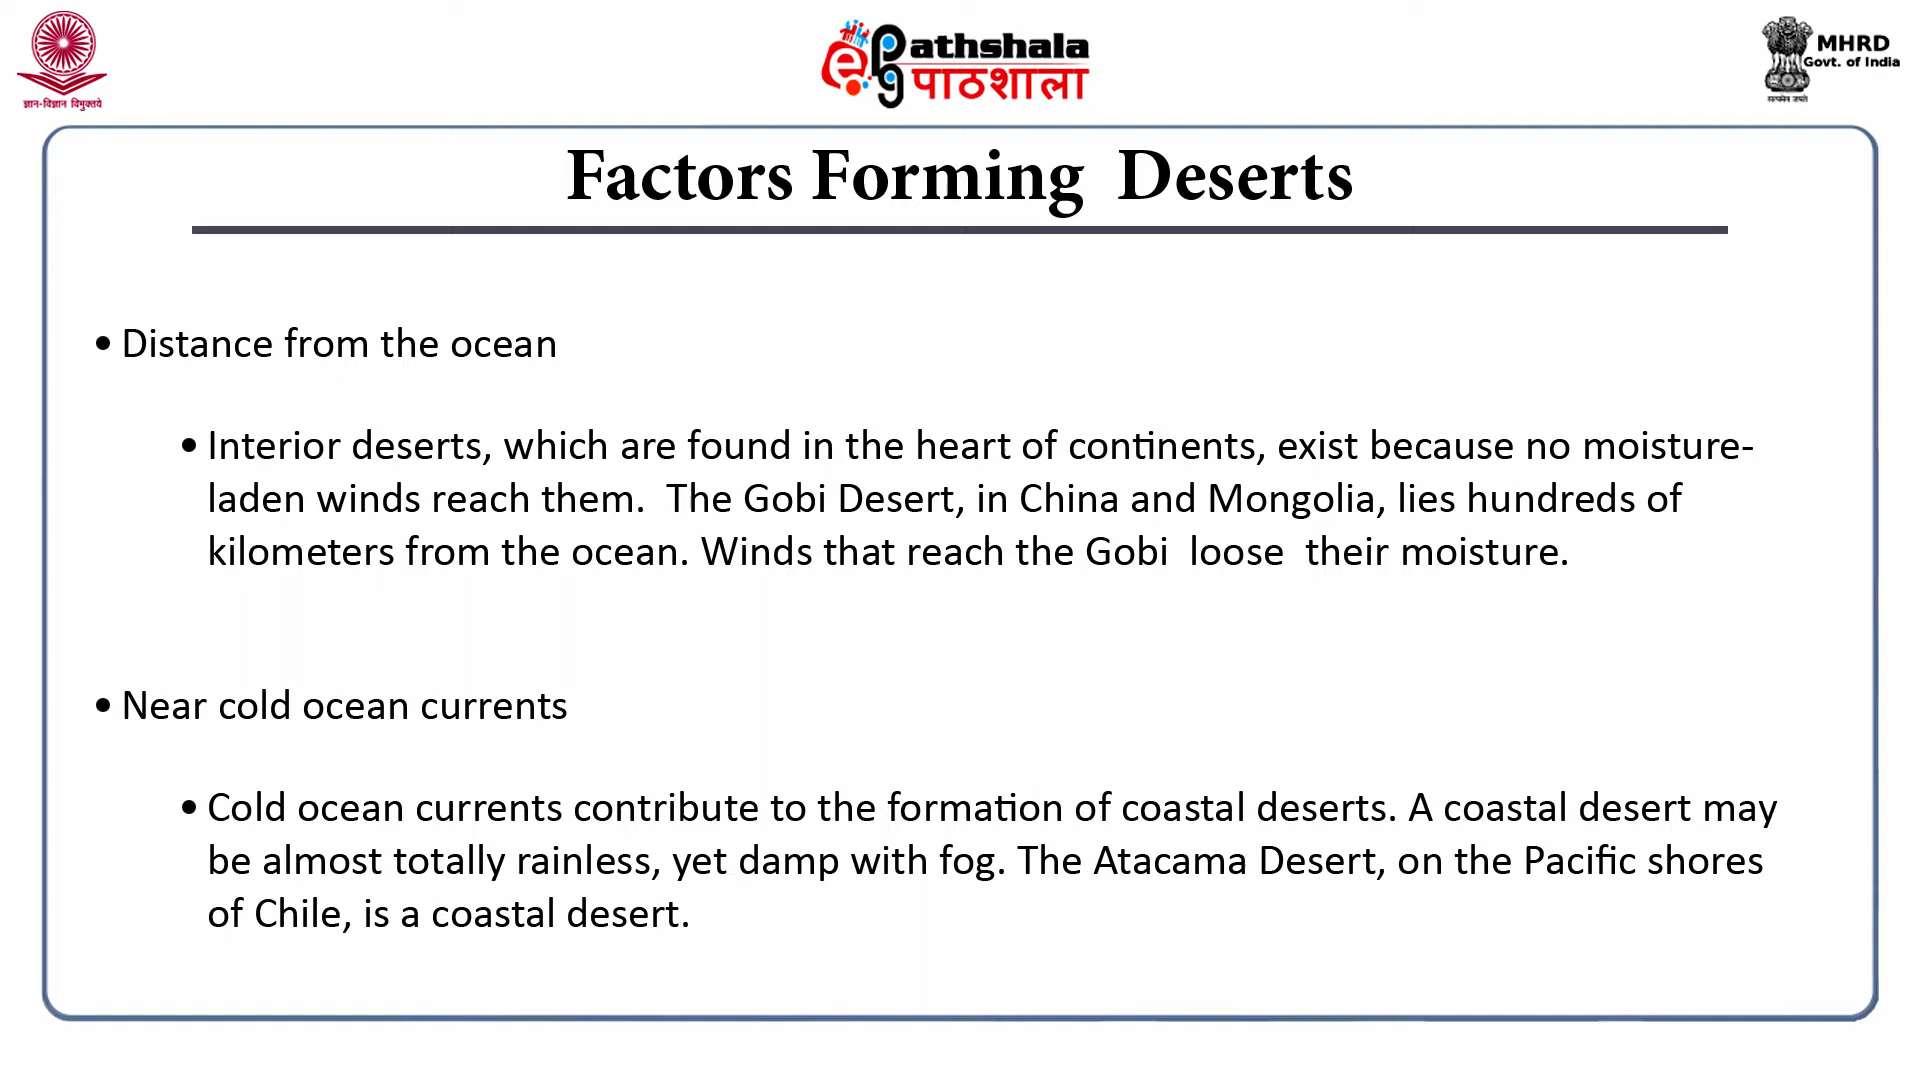 ज्ञान-विज्ञान विमुक्तये
ePathshala
पाठशाला
MHRD
Govt. of India
सत्यमेव जयते
Factors Forming Deserts
• Distance from the ocean
• Interior deserts, which are found in the heart of continents, exist because no moisture-
laden winds reach them. The Gobi Desert, in China and Mongolia, lies hundreds of
kilometers from the ocean. Winds that reach the Gobi loose their moisture.
• Near cold ocean currents
• Cold ocean currents contribute to the formation of coastal deserts. A coastal desert may
be almost totally rainless, yet damp with fog. The Atacama Desert, on the Pacific shores
of Chile, is a coastal desert.